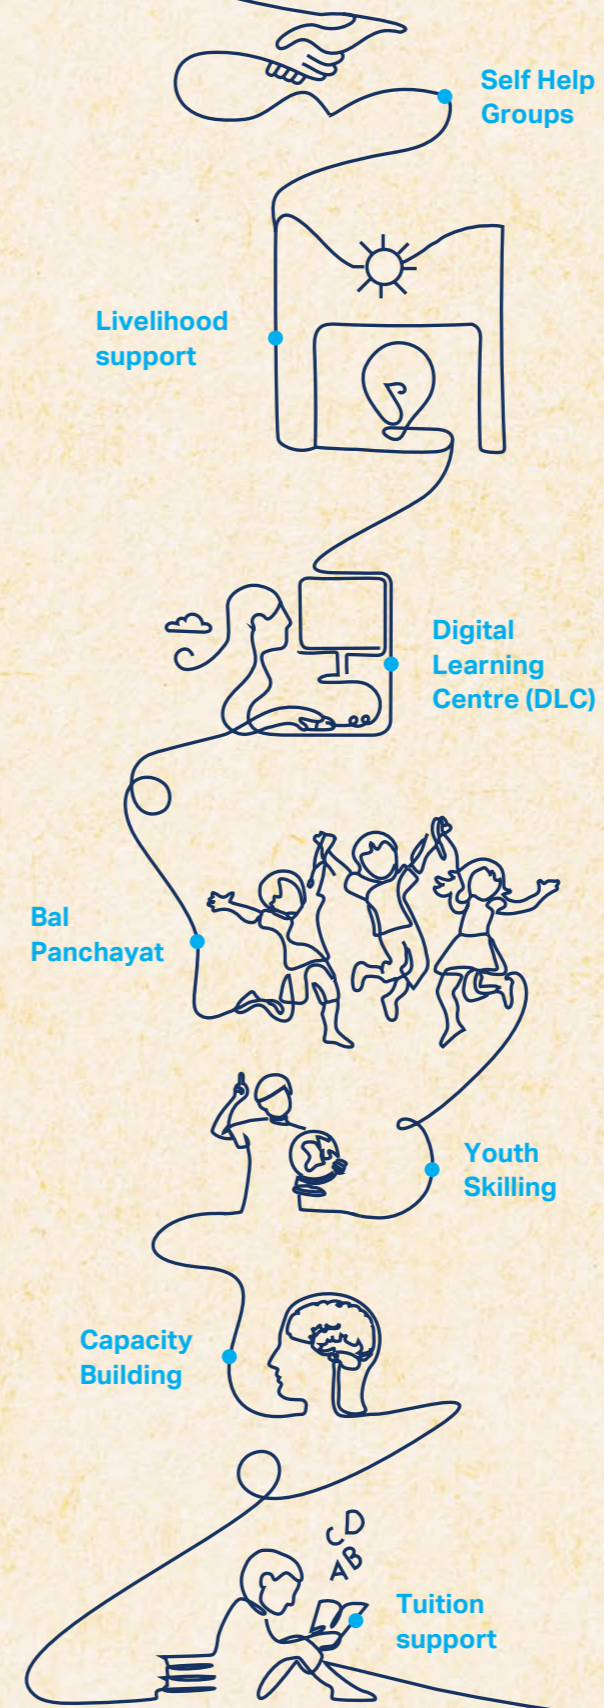 Self Help
Groups
Livelihood
support
Digital
Learning
Centre (DLC)
Bal
Panchayat
Youth
Skilling
Capacity
Building
C D
A B
Tuition
support